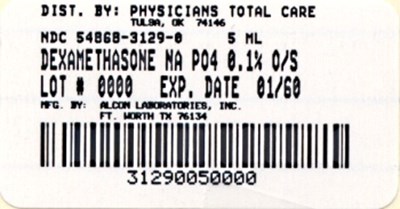 DIST. BY: PHYSICIANS TOTAL CARE
TULSA, OK 74146
NDC 54868-3129-0 5 ML
DEXAMETHASONE NA PO4 0.1% O/S
LOT # 0000 EXP. DATE 01/60
MFG. BY: ALCON LABORATORIES, INC.
FT. WORTH TX 76134
31290050000